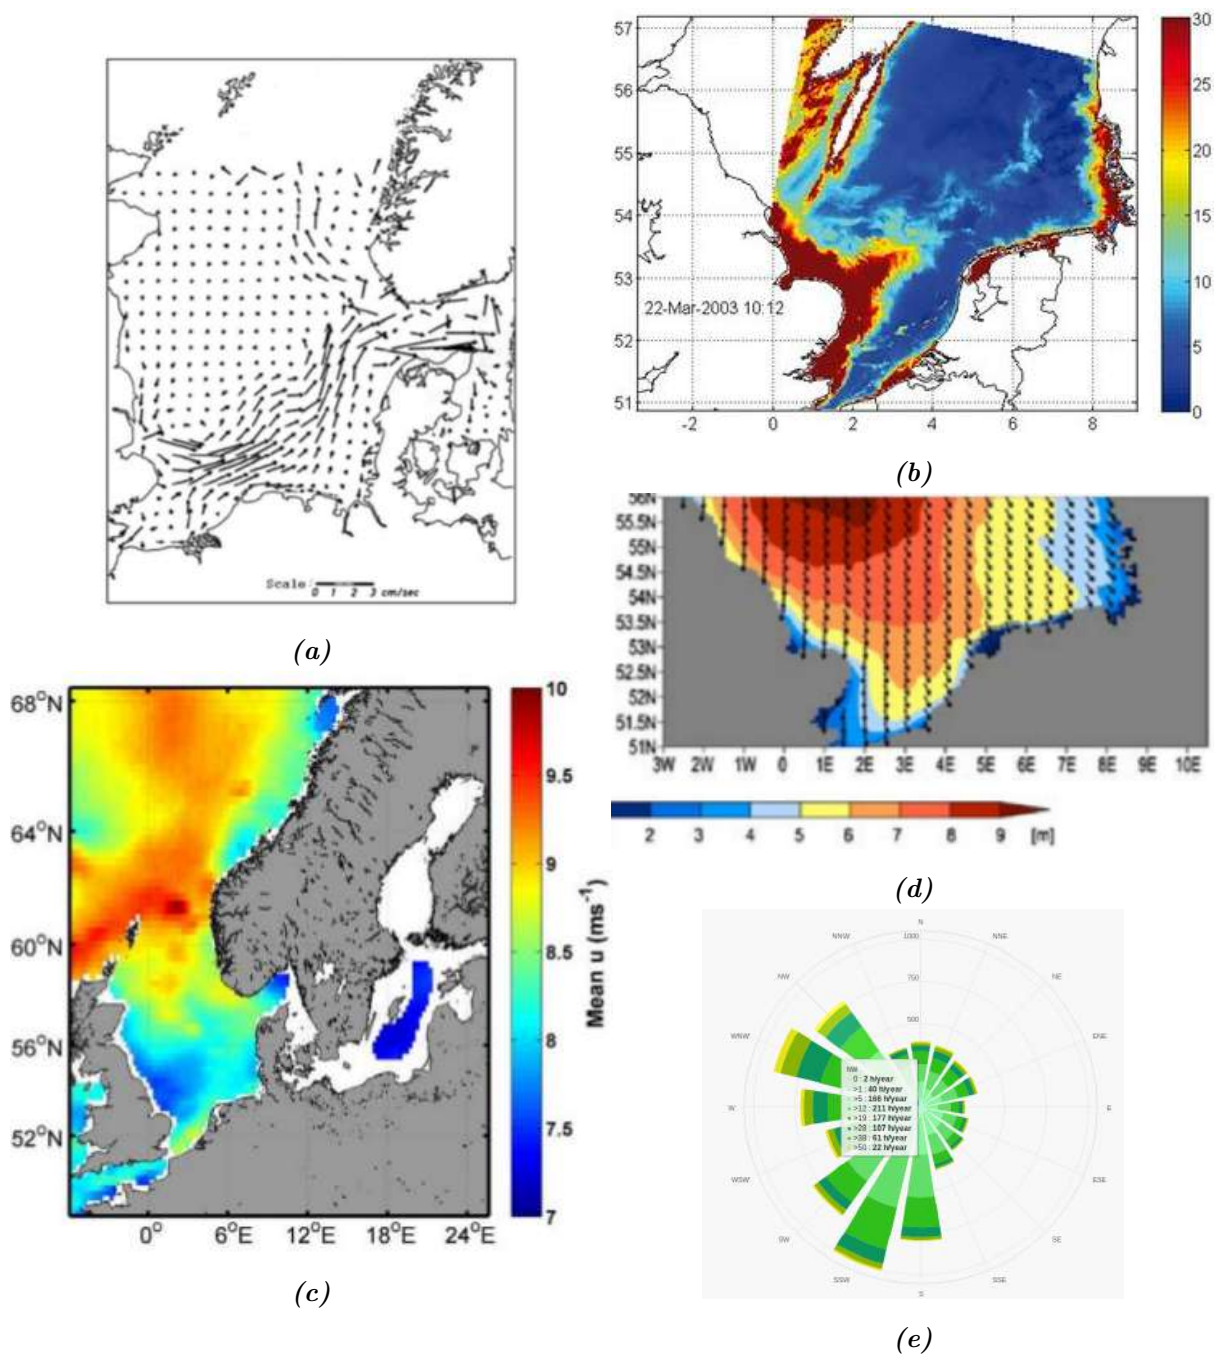 Scale:
0 1 2 3 cm/sec
(a)
57
56
55
54
53
52
51
22-Mar-2003 10:12
-2 0 2 4 6 8
30
25
20
15
10
5
0
(b)
68°N
64°N
60°N
56°N
52°N
0° 6°E 12°E 18°E 24°E
10
9.5
9
8.5
8
7.5
7
Mean u (ms⁻¹)
(c)
56N
55.5N
55N
54.5N
54N
53.5N
53N
52.5N
52N
51.5N
51N
3W 2W 1W 0 1E 2E 3E 4E 5E 6E 7E 8E 9E 10E
2 3 4 5 6 7 8 9 [m]
(d)
N
NNW NNE
1000
NW NE
750
500
WNW ENE
W E
WSW ESE
SW SE
SSW SSE
S
NW
0 : 2 h/year
>1 : 40 h/year
>5 : 166 h/year
>12 : 211 h/year
>19 : 177 h/year
>28 : 107 h/year
>38 : 61 h/year
>50 : 22 h/year
(e)